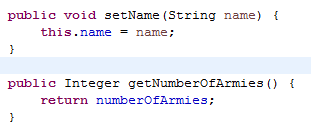 public void setName(String name) {
    this.name = name;
}

public Integer getNumberOfArmies() {
    return numberOfArmies;
}